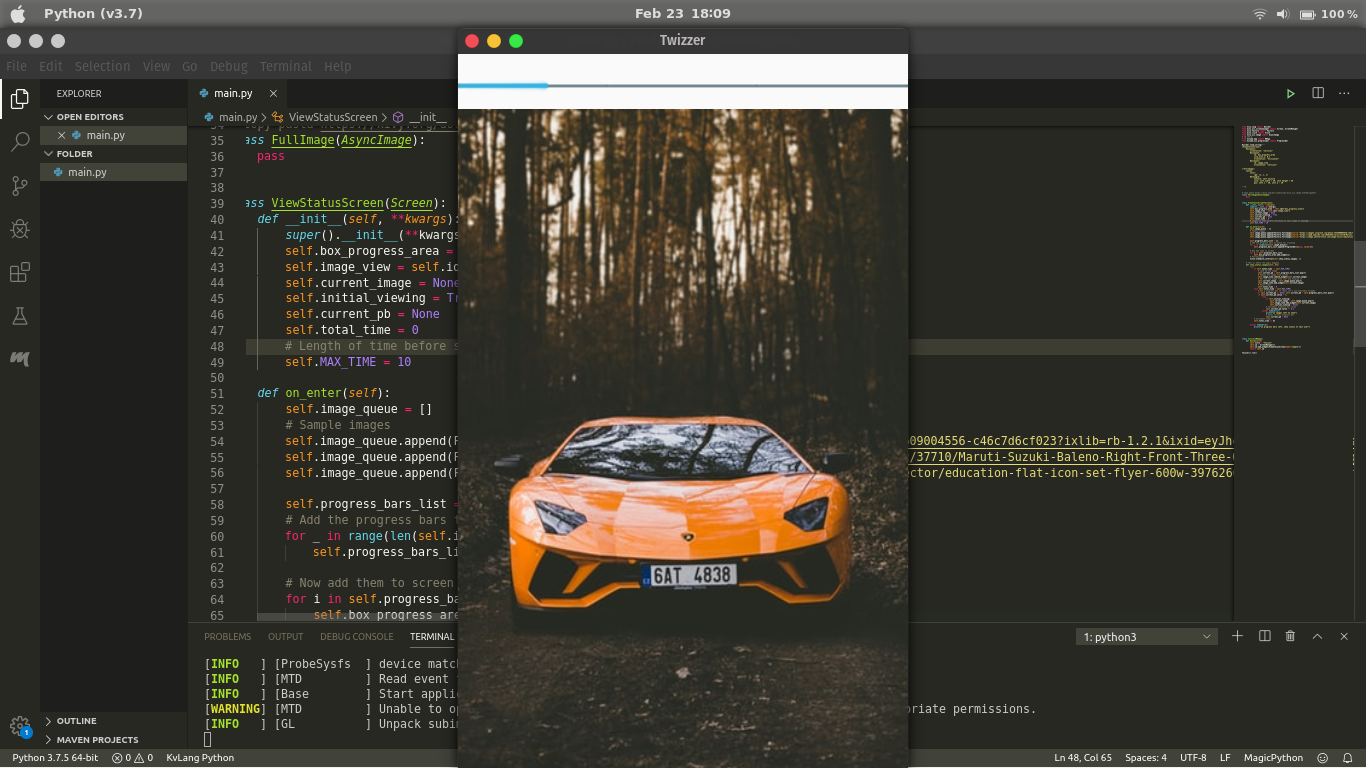 Python (v3.7)
Feb 23 18:09
100 %
Twizzer
File Edit Selection View Go Debug Terminal Help
EXPLORER
OPEN EDITORS
main.py
FOLDER
main.py
OUTLINE
MAVEN PROJECTS
main.py
main.py > ViewStatusScreen > __init__
35 ass FullImage(AsyncImage):
36 pass
37
38
39 ass ViewStatusScreen(Screen):
40 def __init__(self, **kwargs):
41 super().__init__(**kwargs
42 self.box_progress_area =
43 self.image_view = self.id
44 self.current_image = None
45 self.initial_viewing = Tr
46 self.current_pb = None
47 self.total_time = 0
48 # Length of time before s
49 self.MAX_TIME = 10
50
51 def on_enter(self):
52 self.image_queue = []
53 # Sample images
54 self.image_queue.append(F 09004556-c46c7d6cf023?ixlib=rb-1.2.1&ixid=eyJh
55 self.image_queue.append(F /37710/Maruti-Suzuki-Baleno-Right-Front-Three-
56 self.image_queue.append(F ctor/education-flat-icon-set-flyer-600w-397626
57
58 self.progress_bars_list =
59 # Add the progress bars
60 for _ in range(len(self.i
61 self.progress_bars_li
62
63 # Now add them to screen
64 for i in self.progress_ba
65 self.box_progress_are
6AT 4838
PROBLEMS OUTPUT DEBUG CONSOLE TERMINAL
1: python3
[INFO ] [ProbeSysfs ] device match
[INFO ] [MTD ] Read event
[INFO ] [Base ] Start appli
[WARNING] [MTD ] Unable to op riate permissions.
[INFO ] [GL ] Unpack subim
1
Python 3.7.5 64-bit 0 0 KvLang Python
Ln 48, Col 65 Spaces: 4 UTF-8 LF MagicPython